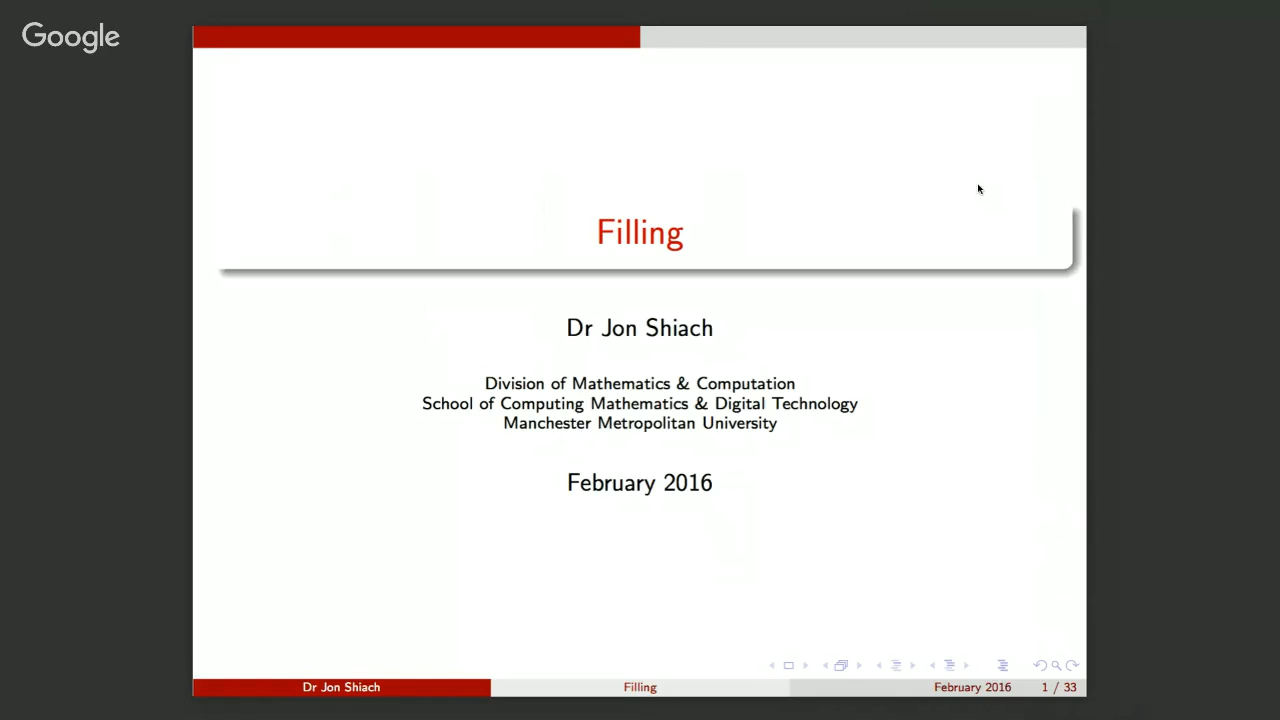 Google
Filling
Dr Jon Shiach
Division of Mathematics & Computation
School of Computing Mathematics & Digital Technology
Manchester Metropolitan University
February 2016
Dr Jon Shiach
Filling
February 2016
1 / 33